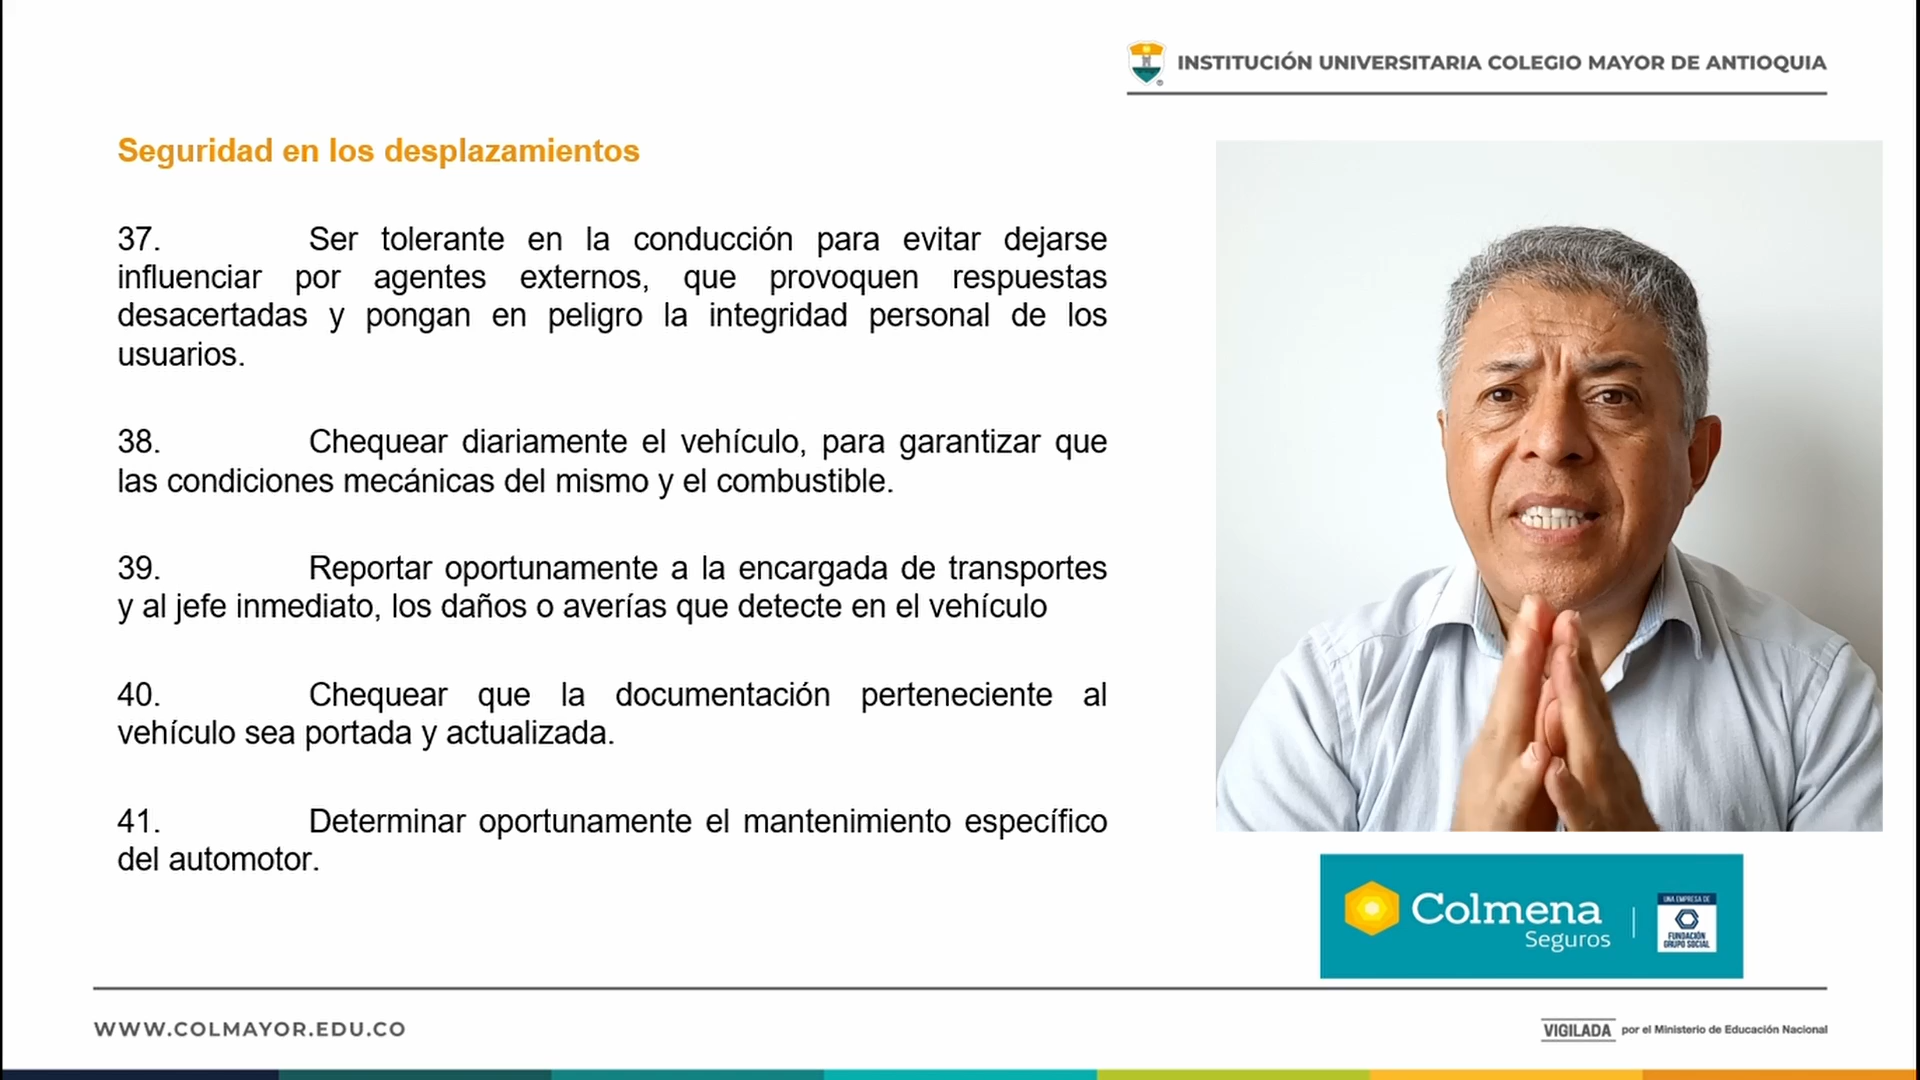 INSTITUCIÓN UNIVERSITARIA COLEGIO MAYOR DE ANTIOQUIA
Seguridad en los desplazamientos
37. Ser tolerante en la conducción para evitar dejarse
influenciar por agentes externos, que provoquen respuestas
desacertadas y pongan en peligro la integridad personal de los
usuarios.
38. Chequear diariamente el vehículo, para garantizar que
las condiciones mecánicas del mismo y el combustible.
39. Reportar oportunamente a la encargada de transportes
y al jefe inmediato, los daños o averías que detecte en el vehículo
40. Chequear que la documentación perteneciente al
vehículo sea portada y actualizada.
41. Determinar oportunamente el mantenimiento específico
del automotor.
Colmena
Seguros
UNA EMPRESA DE
FUNDACIÓN
GRUPO SOCIAL
WWW.COLMAYOR.EDU.CO
VIGILADA por el Ministerio de Educación Nacional